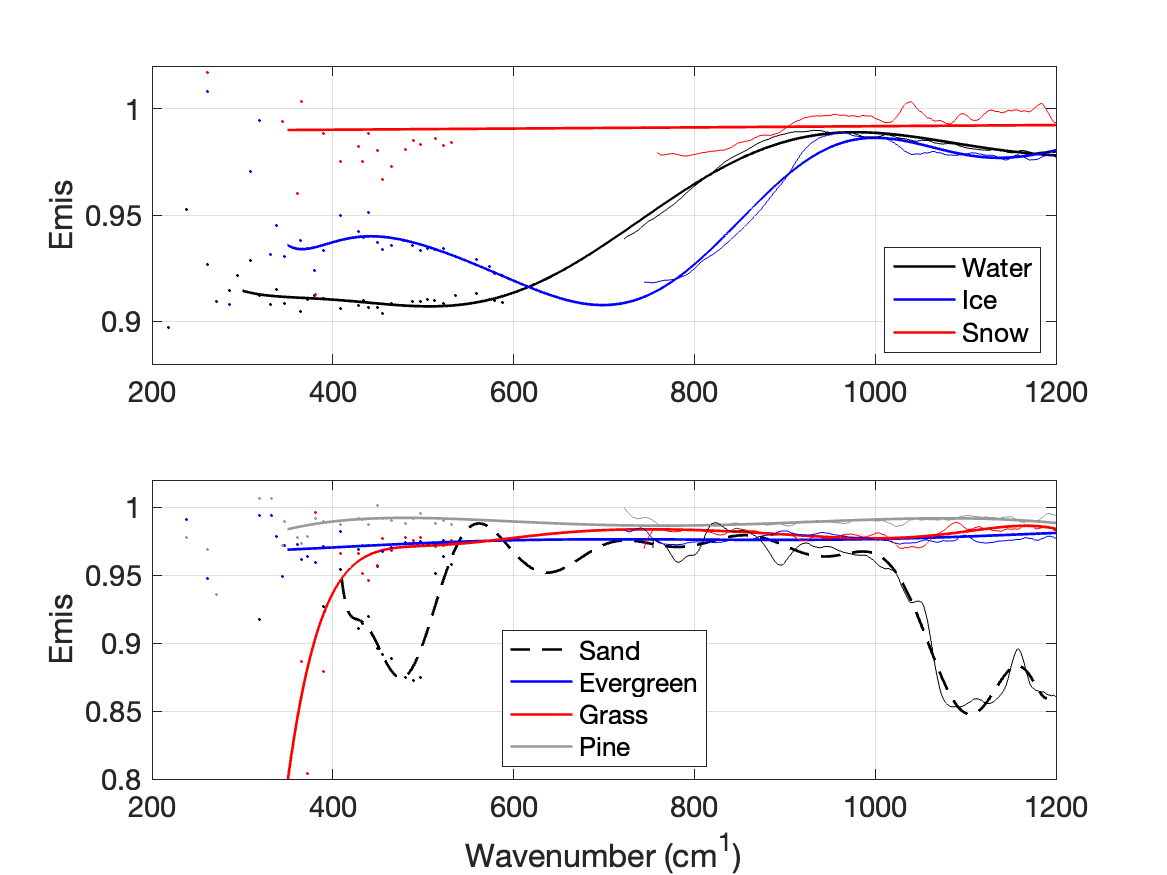 1
0.95
0.9
Emis
200 400 600 800 1000 1200
Water
Ice
Snow
1
0.95
0.9
0.85
0.8
Emis
200 400 600 800 1000 1200
Sand
Evergreen
Grass
Pine
Wavenumber (cm¹)